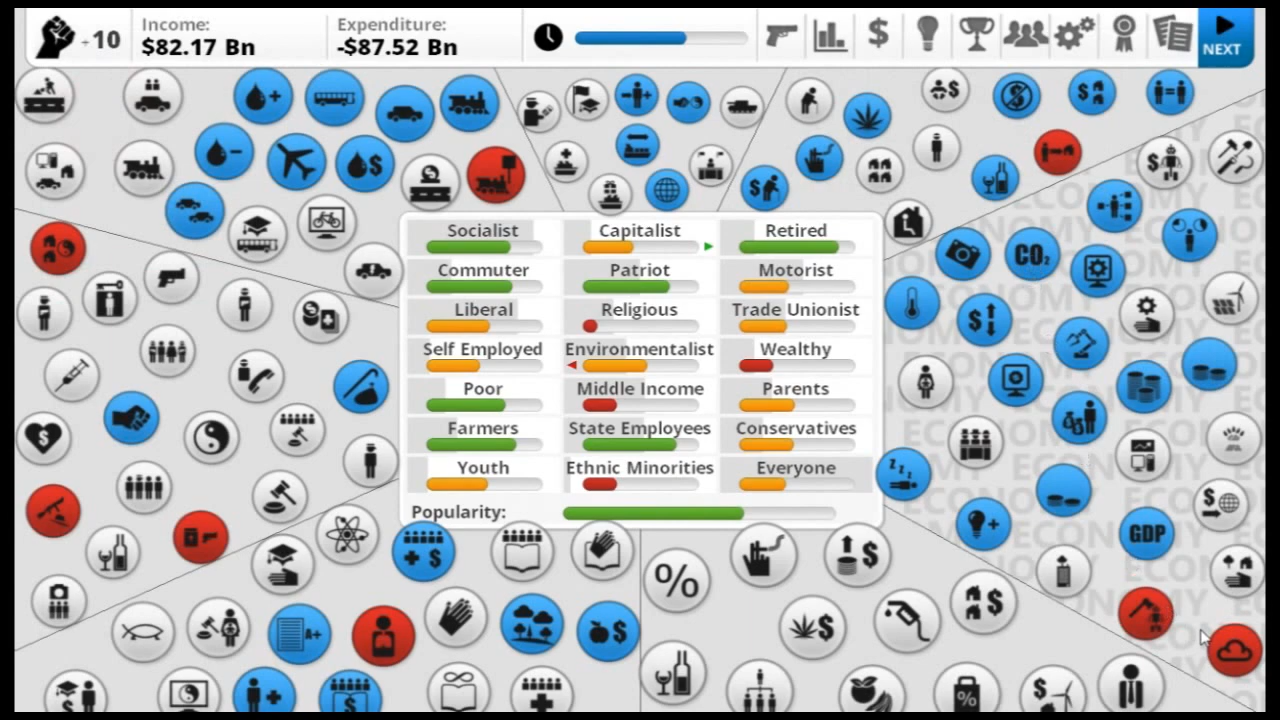 Income:
Expenditure:
+10
$82.17 Bn
-$87.52 Bn
NEXT
Socialist
Capitalist
Retired
Commuter
Patriot
Motorist
Liberal
Religious
Trade Unionist
Self Employed
Environmentalist
Wealthy
Poor
Middle Income
Parents
Farmers
State Employees
Conservatives
Youth
Ethnic Minorities
Everyone
Popularity:
CO2
GDP
A+
%
zzz
ECONOMY